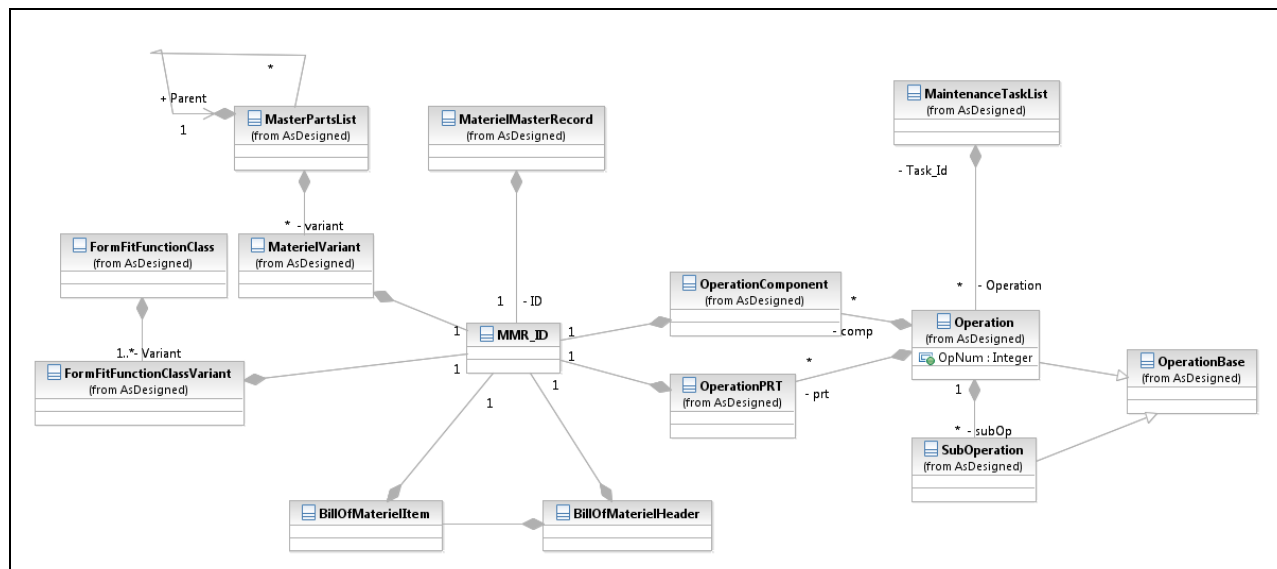 *
+ Parent
1
MasterPartsList
(from AsDesigned)
MaterielMasterRecord
(from AsDesigned)
MaintenanceTaskList
(from AsDesigned)
- Task_Id
* - variant
FormFitFunctionClass
(from AsDesigned)
MaterielVariant
(from AsDesigned)
OperationComponent
(from AsDesigned)
* - Operation
1 - ID
*
- comp
Operation
(from AsDesigned)
OpNum : Integer
1
MMR_ID
1
1..*- Variant
FormFitFunctionClassVariant
(from AsDesigned)
1
1
OperationPRT
(from AsDesigned)
*
- prt
OperationBase
(from AsDesigned)
1
1
1
* - subOp
SubOperation
(from AsDesigned)
BillOfMaterielItem
BillOfMaterielHeader